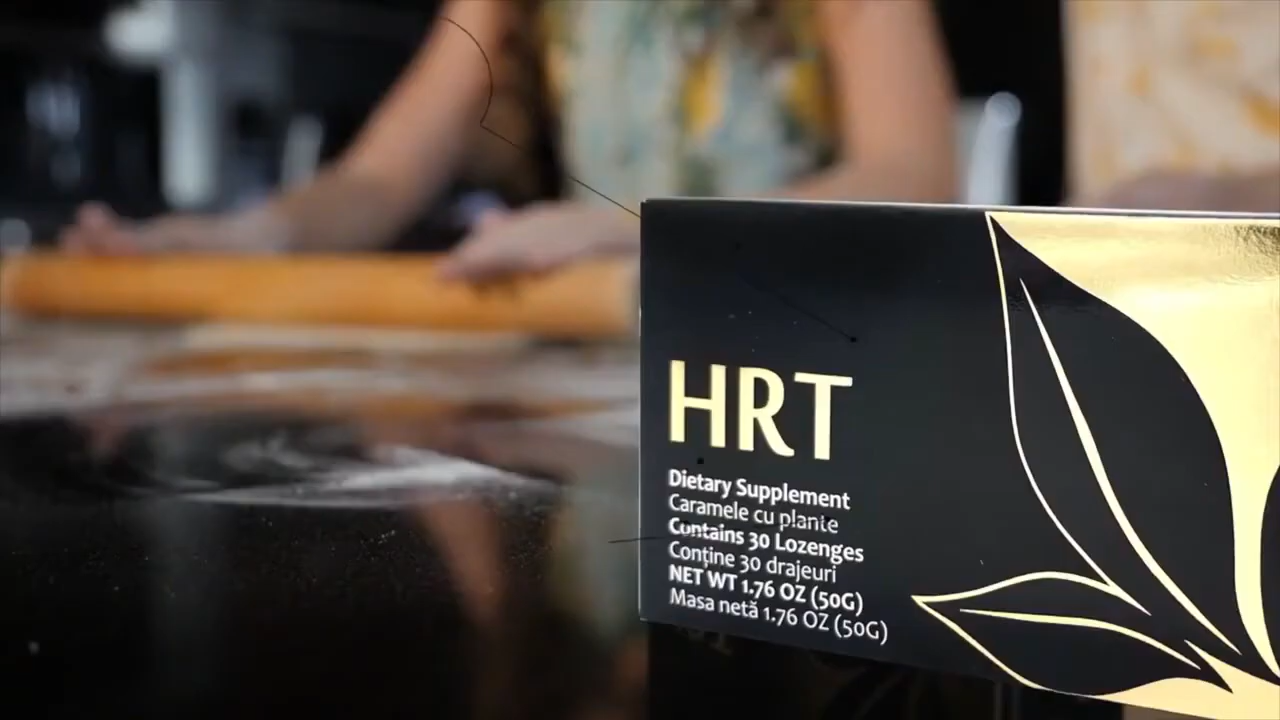 HRT
Dietary Supplement
Caramele cu plante
Contains 30 Lozenges
Conține 30 drajeuri
NET WT 1.76 OZ (50G)
Masa netă 1.76 OZ (50G)